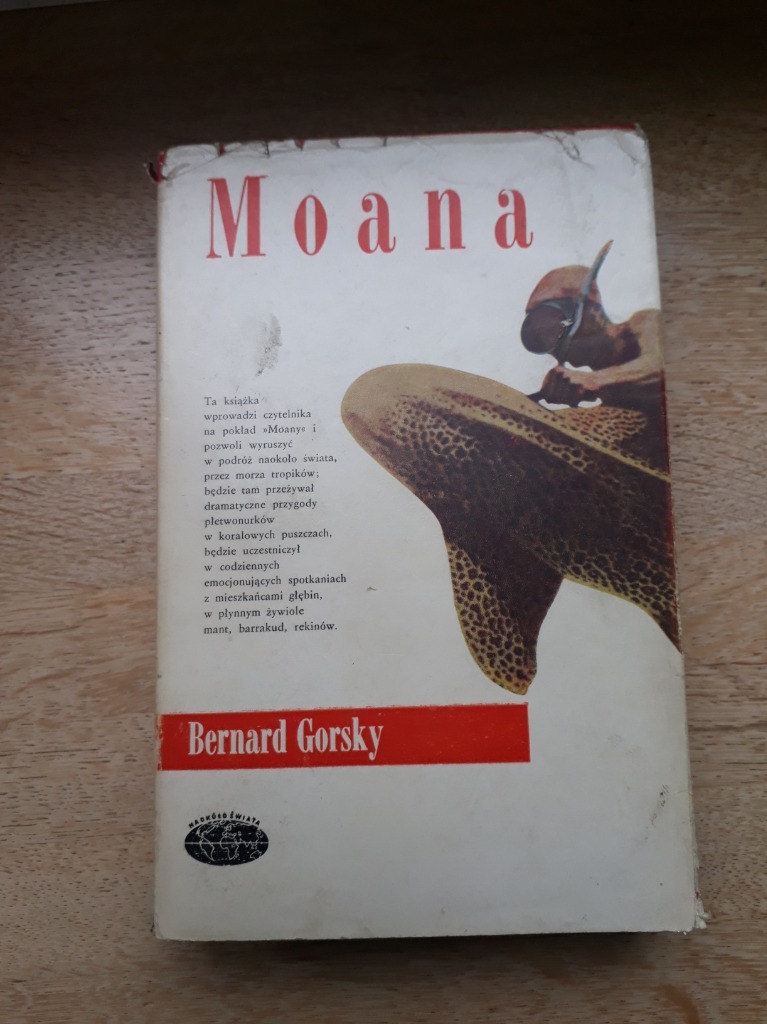 Moana
Ta książka
wprowadzi czytelnika
na pokład »Moany« i
pozwoli wyruszyć
w podróż naokoło świata,
przez morza tropików;
będzie tam przeżywał
dramatyczne przygody
płetwonurków
w koralowych puszczach,
będzie uczestniczył
w codziennych
emocjonujących spotkaniach
z mieszkańcami głębin,
w płynnym żywiole
mant, barrakud, rekinów.
Bernard Gorsky
NAOKOŁO ŚWIATA